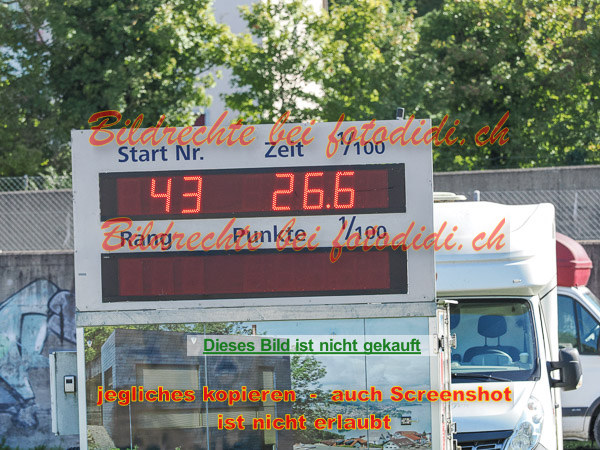 Bildrechte bei fotodidi.ch
Start Nr. Zeit 1/100
43 26.6
Bildrechte bei fotodidi.ch
Rang Punkte 1/100
Dieses Bild ist nicht gekauft
jegliches kopieren - auch Screenshot
ist nicht erlaubt